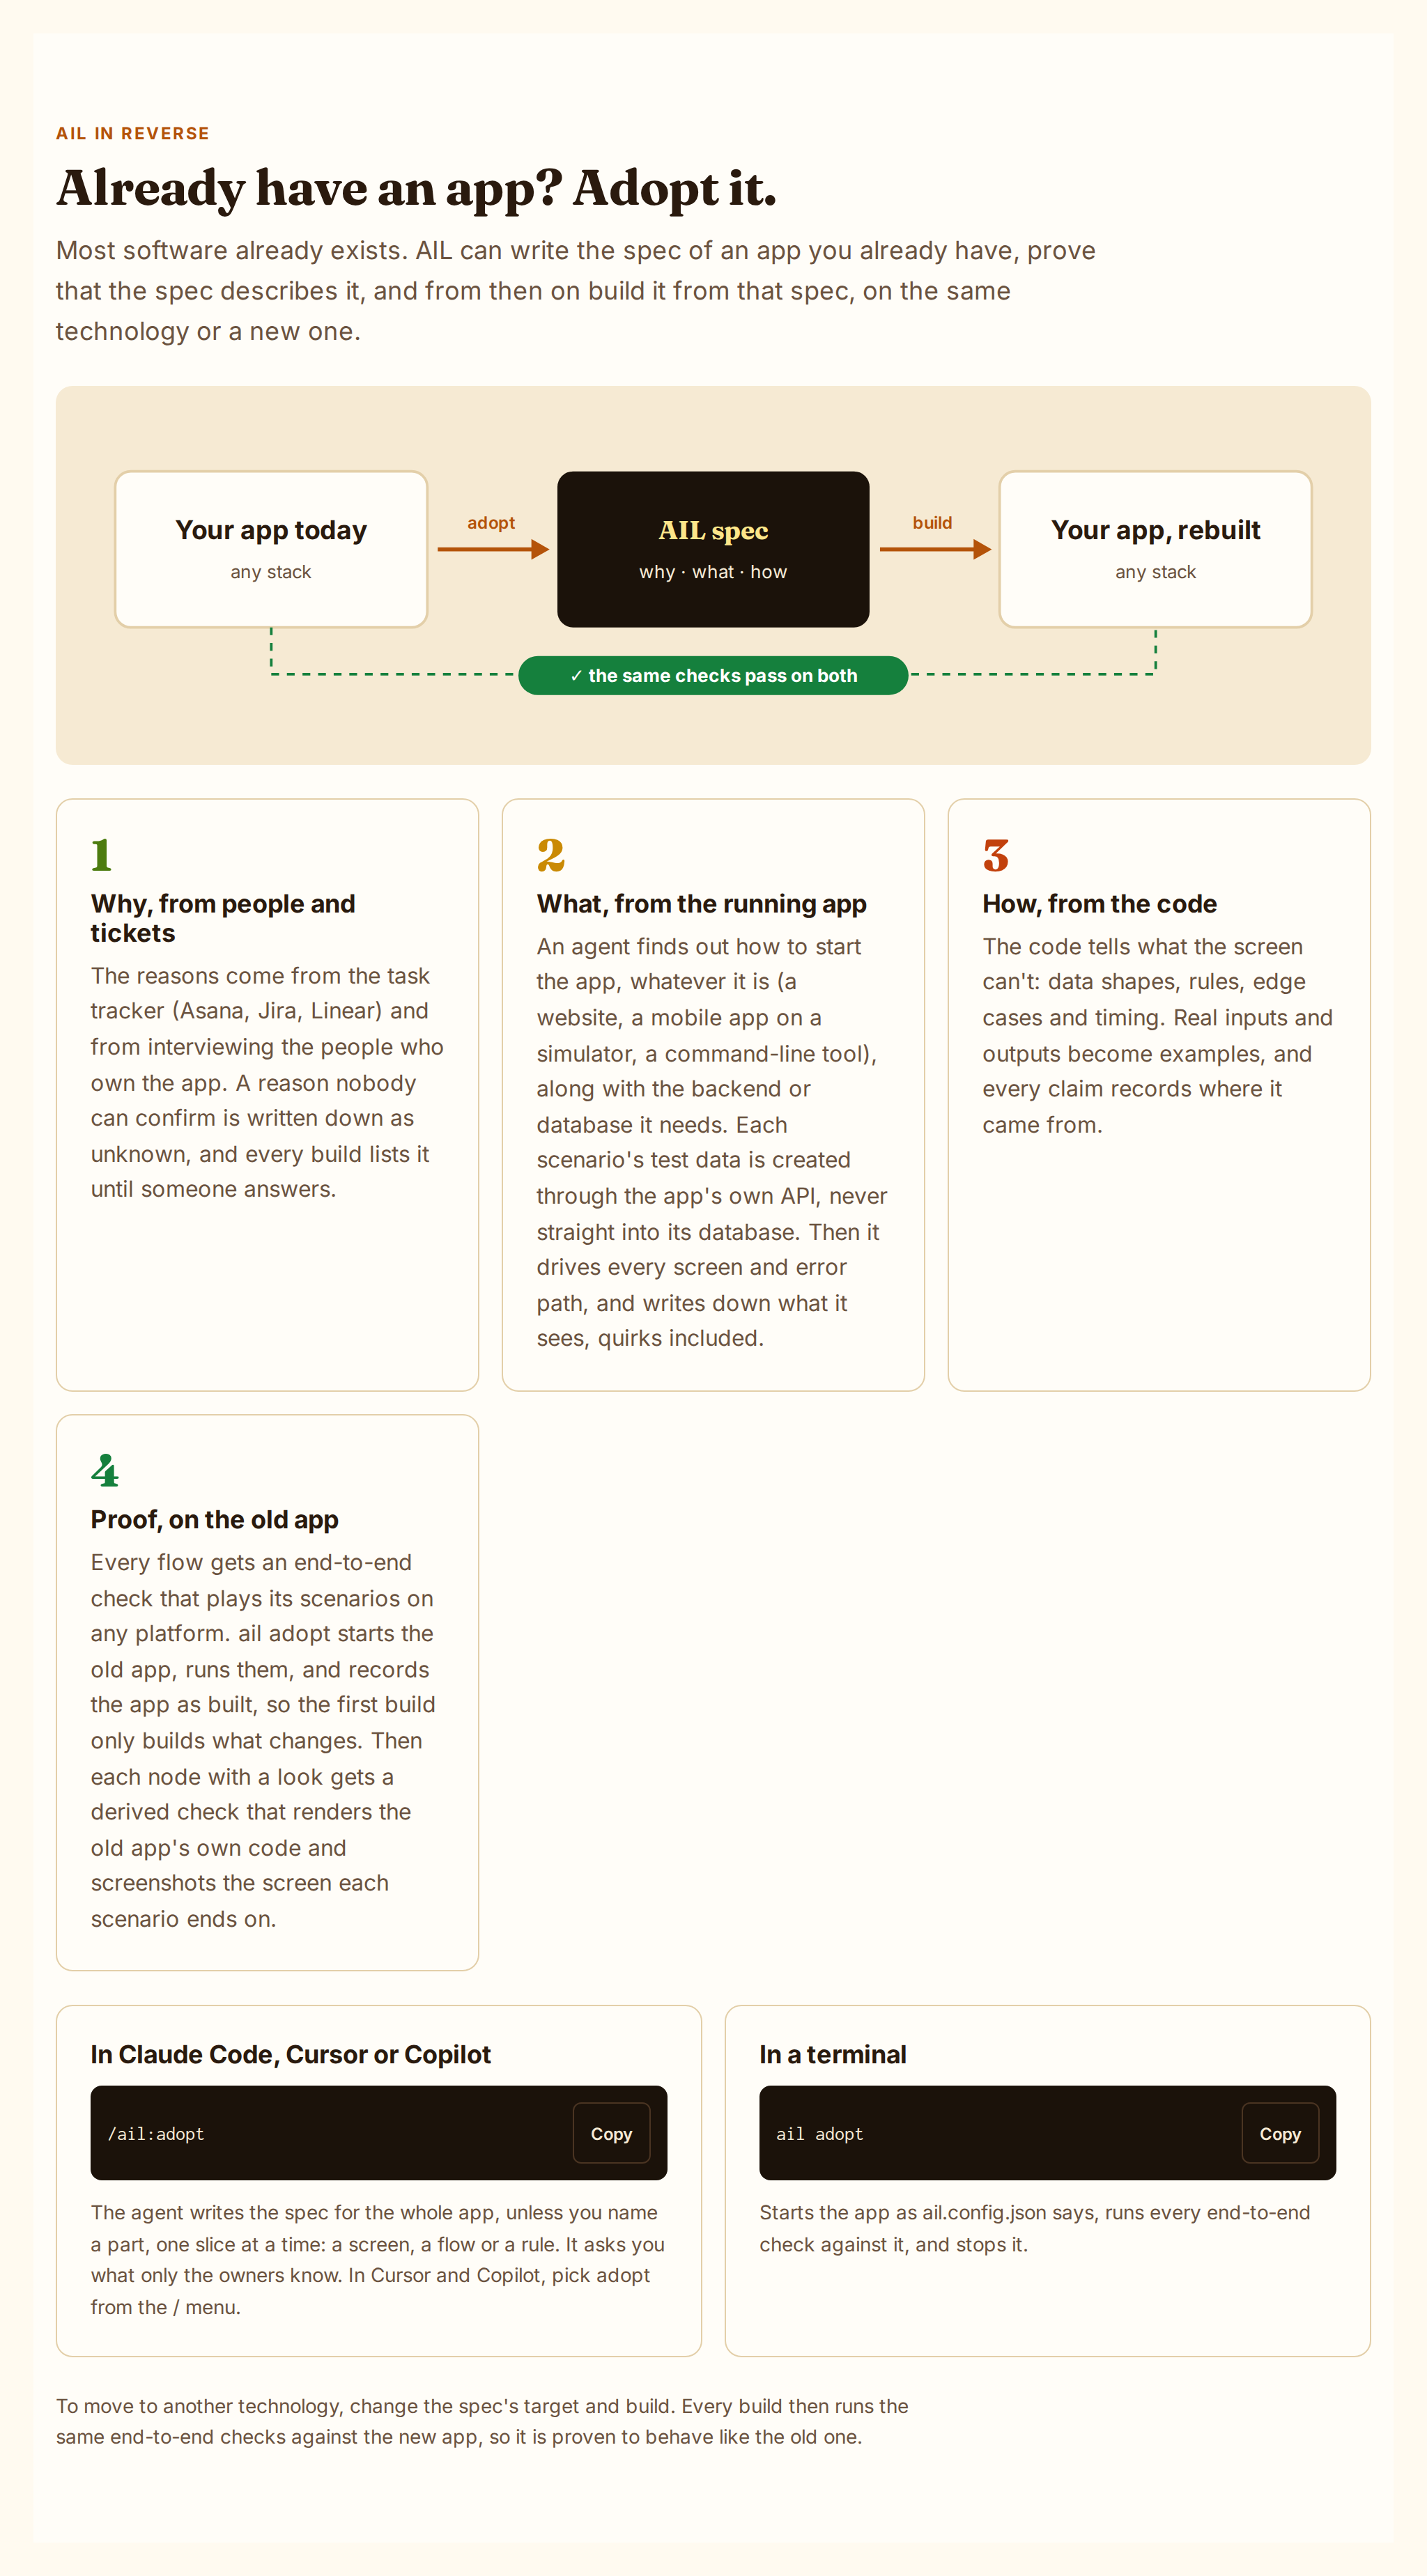 AIL IN REVERSE
Already have an app? Adopt it.
Most software already exists. AIL can write the spec of an app you already have, prove
that the spec describes it, and from then on build it from that spec, on the same
technology or a new one.
Your app today
any stack
adopt
AIL spec
why · what · how
build
Your app, rebuilt
any stack
✓ the same checks pass on both
1
Why, from people and
tickets
The reasons come from the task
tracker (Asana, Jira, Linear) and
from interviewing the people who
own the app. A reason nobody
can confirm is written down as
unknown, and every build lists it
until someone answers.
2
What, from the running app
An agent finds out how to start
the app, whatever it is (a
website, a mobile app on a
simulator, a command-line tool),
along with the backend or
database it needs. Each
scenario's test data is created
through the app's own API, never
straight into its database. Then it
drives every screen and error
path, and writes down what it
sees, quirks included.
3
How, from the code
The code tells what the screen
can't: data shapes, rules, edge
cases and timing. Real inputs and
outputs become examples, and
every claim records where it
came from.
4
Proof, on the old app
Every flow gets an end-to-end
check that plays its scenarios on
any platform. ail adopt starts the
old app, runs them, and records
the app as built, so the first build
only builds what changes. Then
each node with a look gets a
derived check that renders the
old app's own code and
screenshots the screen each
scenario ends on.
In Claude Code, Cursor or Copilot
/ail:adopt
Copy
The agent writes the spec for the whole app, unless you name
a part, one slice at a time: a screen, a flow or a rule. It asks you
what only the owners know. In Cursor and Copilot, pick adopt
from the / menu.
In a terminal
ail adopt
Copy
Starts the app as ail.config.json says, runs every end-to-end
check against it, and stops it.
To move to another technology, change the spec's target and build. Every build then runs the
same end-to-end checks against the new app, so it is proven to behave like the old one.